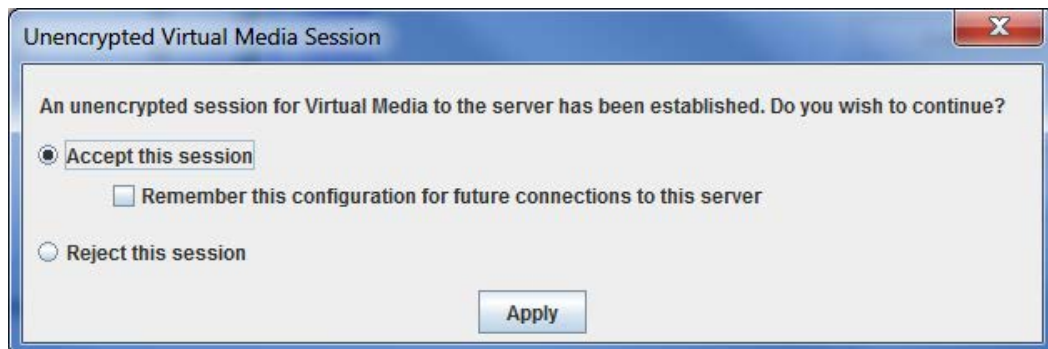 Unencrypted Virtual Media Session
An unencrypted session for Virtual Media to the server has been established. Do you wish to continue?
Accept this session
Remember this configuration for future connections to this server
Reject this session
Apply